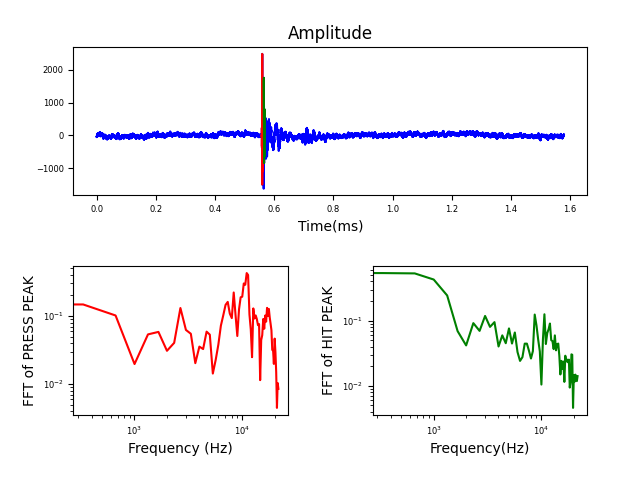 Amplitude
2000
1000
0
−1000
0.0 0.2 0.4 0.6 0.8 1.0 1.2 1.4 1.6
Time(ms)
FFT of PRESS PEAK
10⁻¹
10⁻²
10³ 10⁴
Frequency (Hz)
FFT of HIT PEAK
10⁻¹
10⁻²
10³ 10⁴
Frequency(Hz)